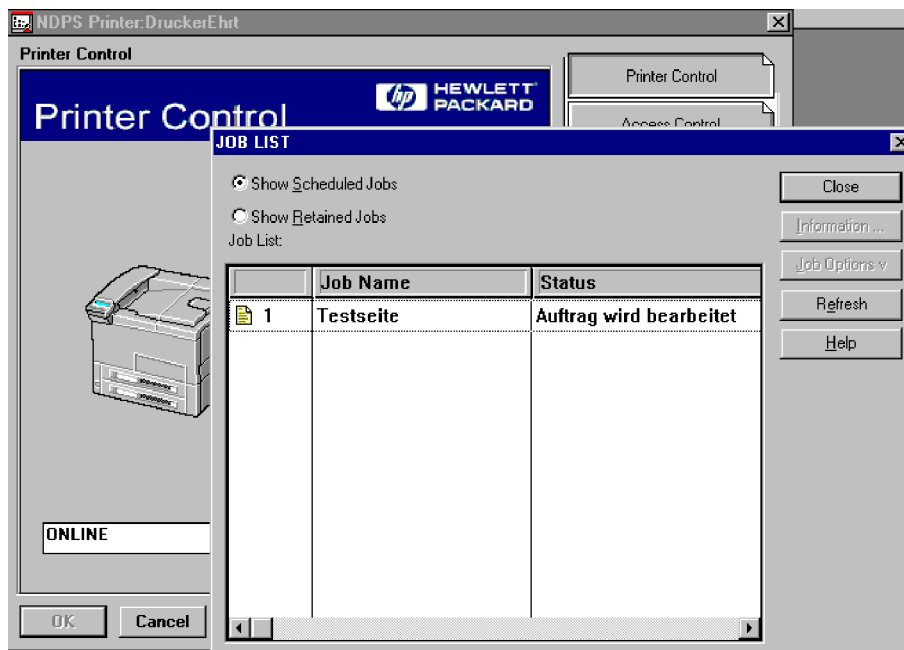 NDPS Printer:DruckerEhrt
Printer Control
Printer Control
hp HEWLETT
PACKARD
Printer Control
Access Control
JOB LIST
Show Scheduled Jobs
Show Retained Jobs
Job List:
Job Name Status
1 Testseite Auftrag wird bearbeitet
Close
Information ...
Job Options v
Refresh
Help
ONLINE
OK Cancel